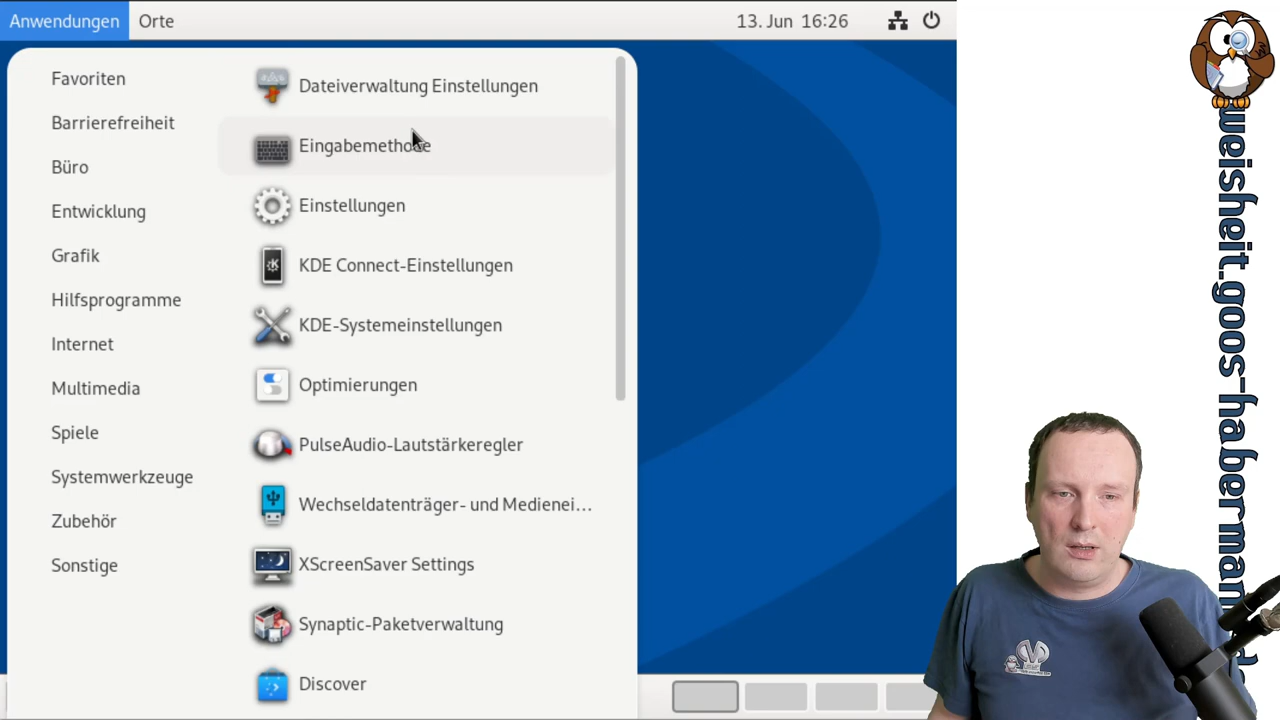 Anwendungen Orte 13. Jun 16:26
Favoriten
Barrierefreiheit
Büro
Entwicklung
Grafik
Hilfsprogramme
Internet
Multimedia
Spiele
Systemwerkzeuge
Zubehör
Sonstige
Dateiverwaltung Einstellungen
Eingabemethode
Einstellungen
KDE Connect-Einstellungen
KDE-Systemeinstellungen
Optimierungen
PulseAudio-Lautstärkeregler
Wechseldatenträger- und Medienei…
XScreenSaver Settings
Synaptic-Paketverwaltung
Discover
weisheit.goos-habermann.de